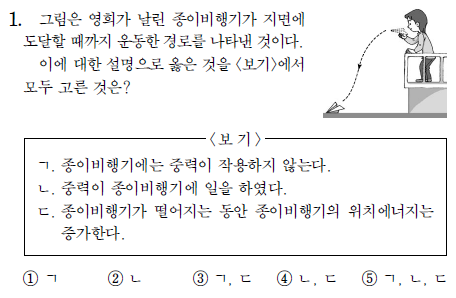 1. 그림은 영희가 날린 종이비행기가 지면에
도달할 때까지 운동한 경로를 나타낸 것이다.
이에 대한 설명으로 옳은 것을 <보기>에서
모두 고른 것은?
<보 기>
ㄱ. 종이비행기에는 중력이 작용하지 않는다.
ㄴ. 중력이 종이비행기에 일을 하였다.
ㄷ. 종이비행기가 떨어지는 동안 종이비행기의 위치에너지는
증가한다.
① ㄱ ② ㄴ ③ ㄱ, ㄷ ④ ㄴ, ㄷ ⑤ ㄱ, ㄴ, ㄷ